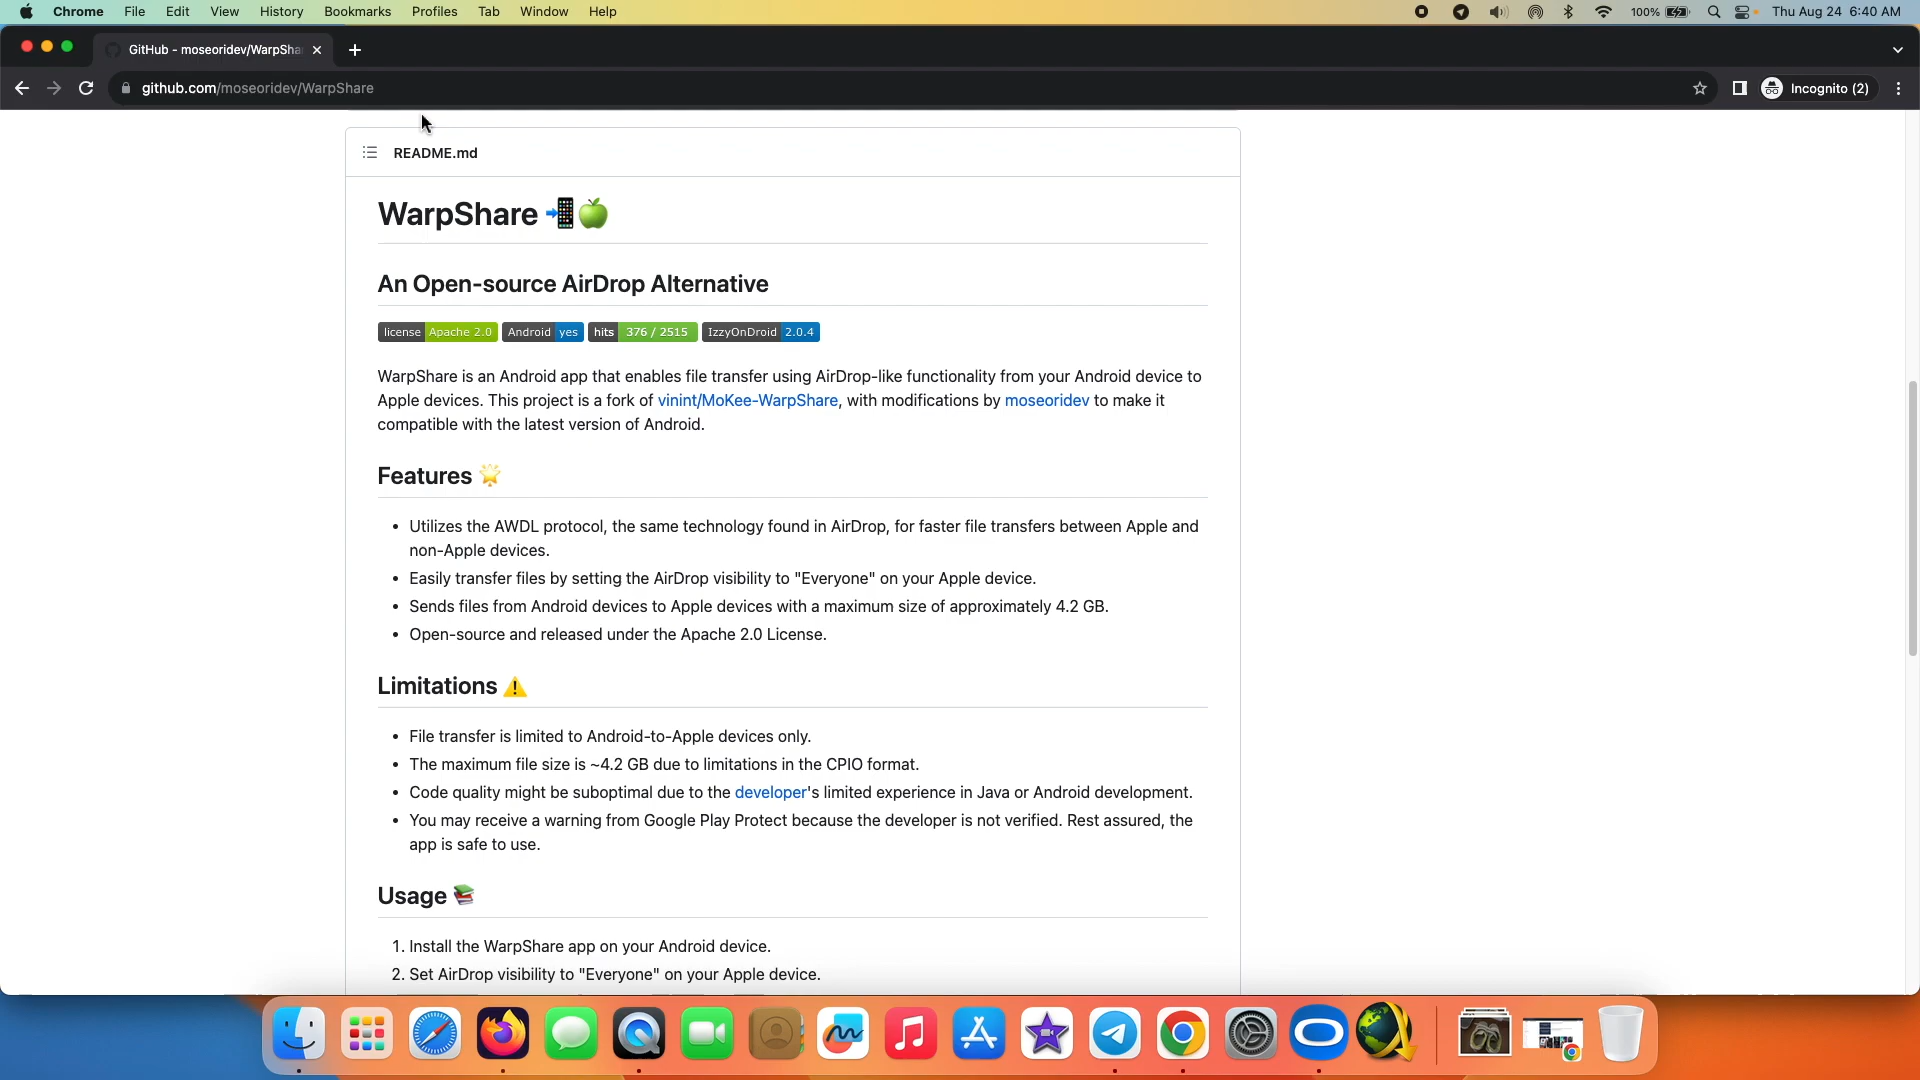 Chrome File Edit View History Bookmarks Profiles Tab Window Help 100% Thu Aug 24 6:40 AM
GitHub - moseoridev/WarpSha
github.com/moseoridev/WarpShare Incognito (2)
README.md
WarpShare
An Open-source AirDrop Alternative
license Apache 2.0 Android yes hits 376 / 2515 IzzyOnDroid 2.0.4
WarpShare is an Android app that enables file transfer using AirDrop-like functionality from your Android device to
Apple devices. This project is a fork of vinint/MoKee-WarpShare, with modifications by moseoridev to make it
compatible with the latest version of Android.
Features
• Utilizes the AWDL protocol, the same technology found in AirDrop, for faster file transfers between Apple and
non-Apple devices.
• Easily transfer files by setting the AirDrop visibility to "Everyone" on your Apple device.
• Sends files from Android devices to Apple devices with a maximum size of approximately 4.2 GB.
• Open-source and released under the Apache 2.0 License.
Limitations
• File transfer is limited to Android-to-Apple devices only.
• The maximum file size is ~4.2 GB due to limitations in the CPIO format.
• Code quality might be suboptimal due to the developer's limited experience in Java or Android development.
• You may receive a warning from Google Play Protect because the developer is not verified. Rest assured, the
app is safe to use.
Usage
1. Install the WarpShare app on your Android device.
2. Set AirDrop visibility to "Everyone" on your Apple device.